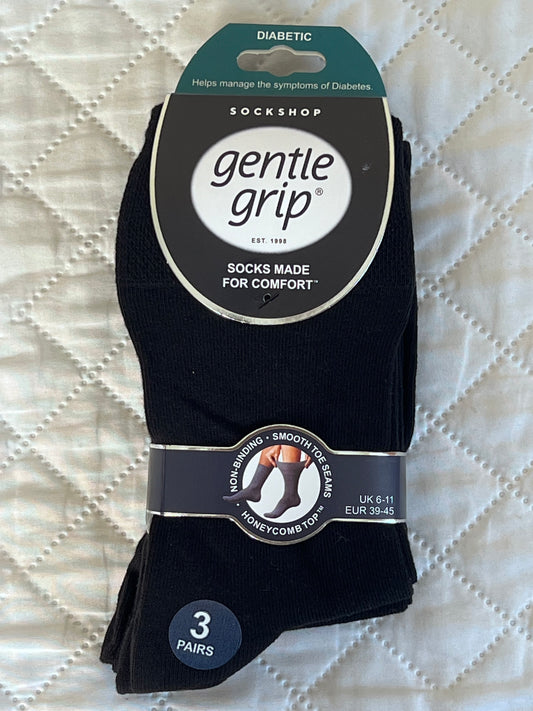 DIABETIC
Helps manage the symptoms of Diabetes.
SOCKSHOP
gentle
grip®
EST. 1998
SOCKS MADE
FOR COMFORT™
NON-BINDING • SMOOTH TOE SEAMS
• HONEYCOMB TOP™
UK 6-11
EUR 39-45
3
PAIRS